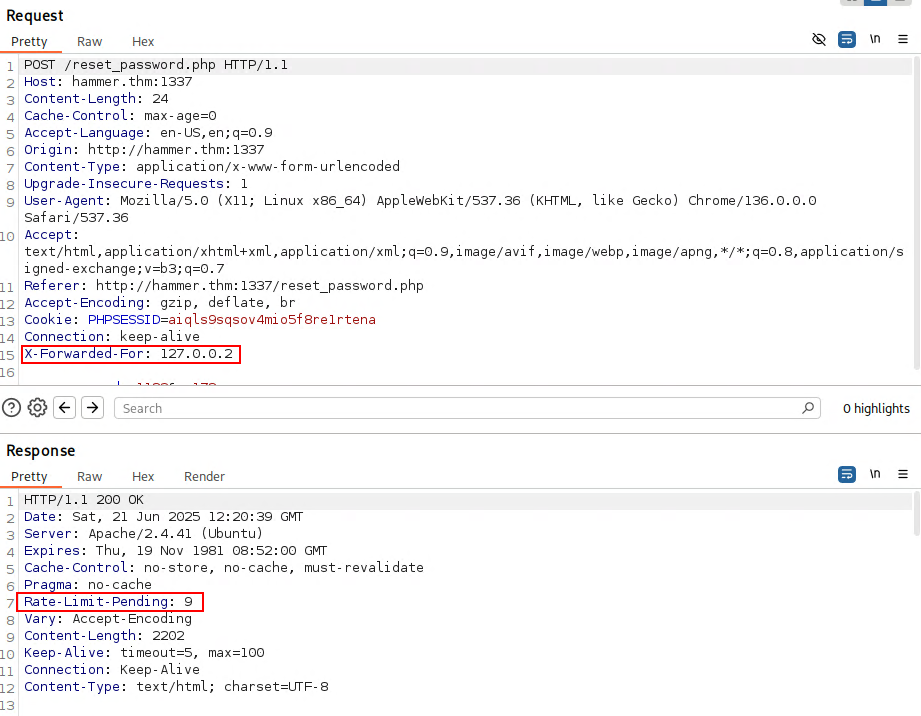 Request
Pretty Raw Hex \n
1 POST /reset_password.php HTTP/1.1
2 Host: hammer.thm:1337
3 Content-Length: 24
4 Cache-Control: max-age=0
5 Accept-Language: en-US,en;q=0.9
6 Origin: http://hammer.thm:1337
7 Content-Type: application/x-www-form-urlencoded
8 Upgrade-Insecure-Requests: 1
9 User-Agent: Mozilla/5.0 (X11; Linux x86_64) AppleWebKit/537.36 (KHTML, like Gecko) Chrome/136.0.0.0
Safari/537.36
10 Accept:
text/html,application/xhtml+xml,application/xml;q=0.9,image/avif,image/webp,image/apng,*/*;q=0.8,application/s
igned-exchange;v=b3;q=0.7
11 Referer: http://hammer.thm:1337/reset_password.php
12 Accept-Encoding: gzip, deflate, br
13 Cookie: PHPSESSID=aiqls9sqsov4mio5f8re1rtena
14 Connection: keep-alive
15 X-Forwarded-For: 127.0.0.2
16
Search 0 highlights
Response
Pretty Raw Hex Render \n
1 HTTP/1.1 200 OK
2 Date: Sat, 21 Jun 2025 12:20:39 GMT
3 Server: Apache/2.4.41 (Ubuntu)
4 Expires: Thu, 19 Nov 1981 08:52:00 GMT
5 Cache-Control: no-store, no-cache, must-revalidate
6 Pragma: no-cache
7 Rate-Limit-Pending: 9
8 Vary: Accept-Encoding
9 Content-Length: 2202
10 Keep-Alive: timeout=5, max=100
11 Connection: Keep-Alive
12 Content-Type: text/html; charset=UTF-8
13